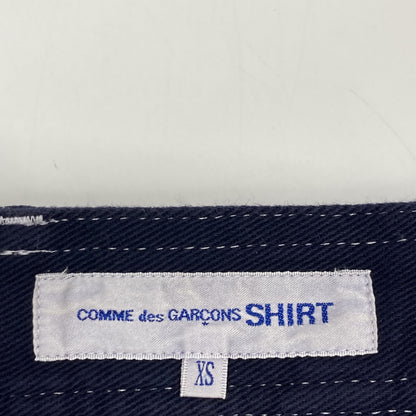 COMME des GARÇONS SHIRT
XS